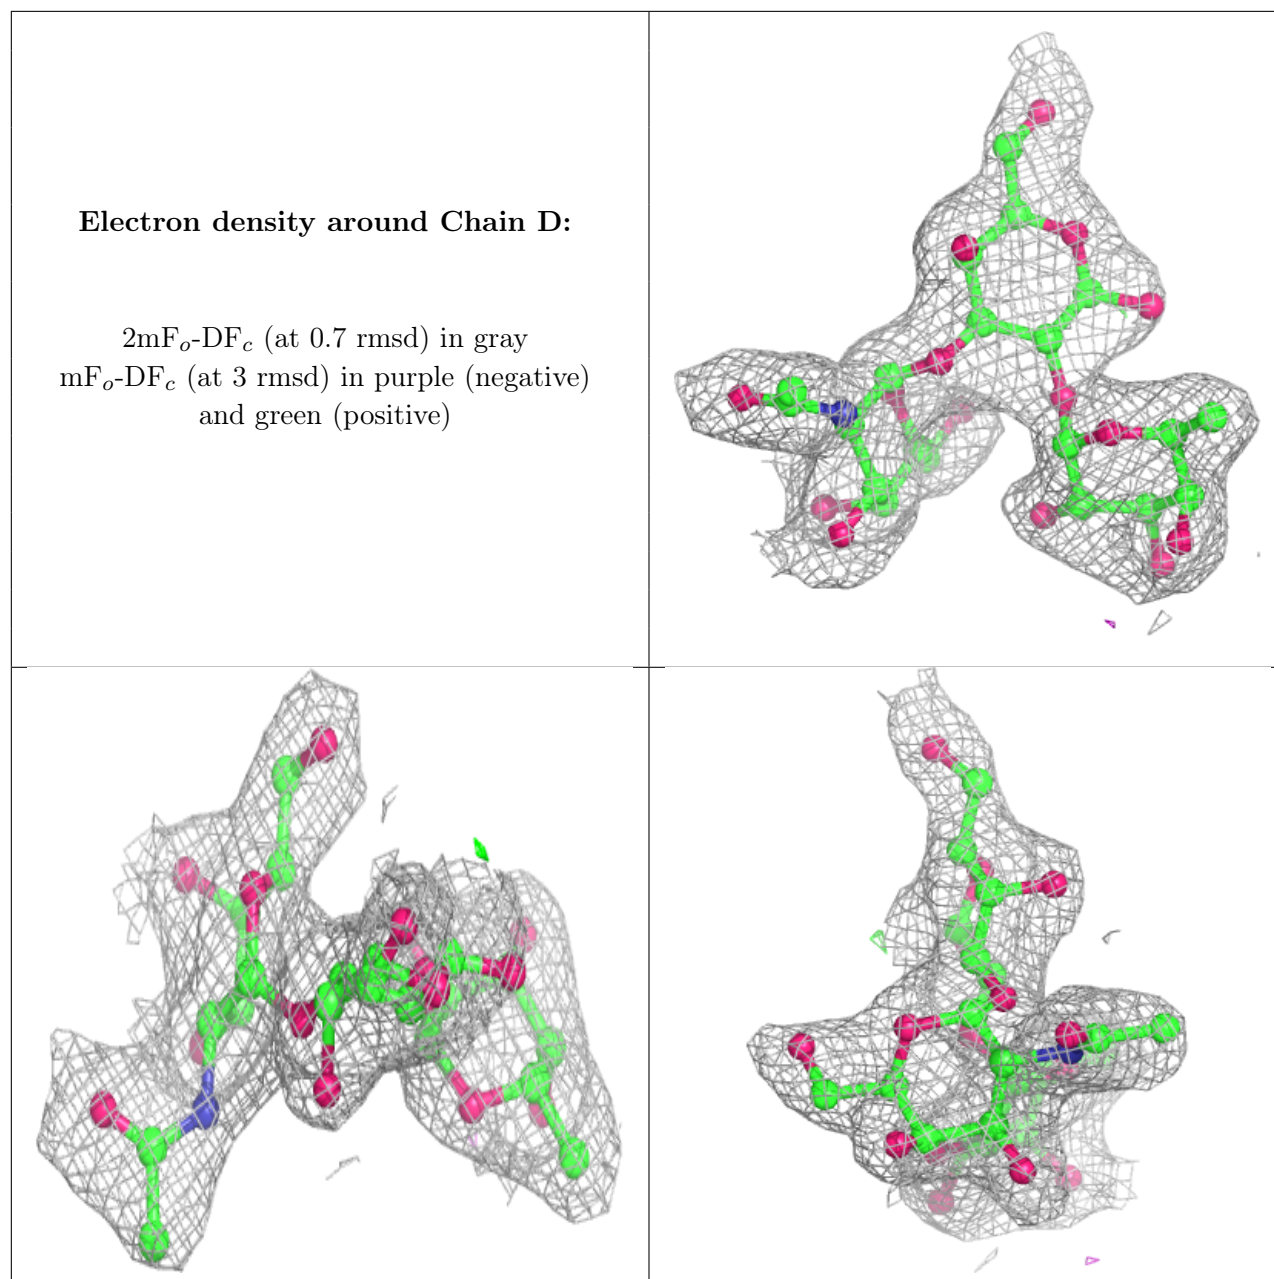 Electron density around Chain D:
2mFₒ-DF𝒸 (at 0.7 rmsd) in gray
mFₒ-DF𝒸 (at 3 rmsd) in purple (negative)
and green (positive)